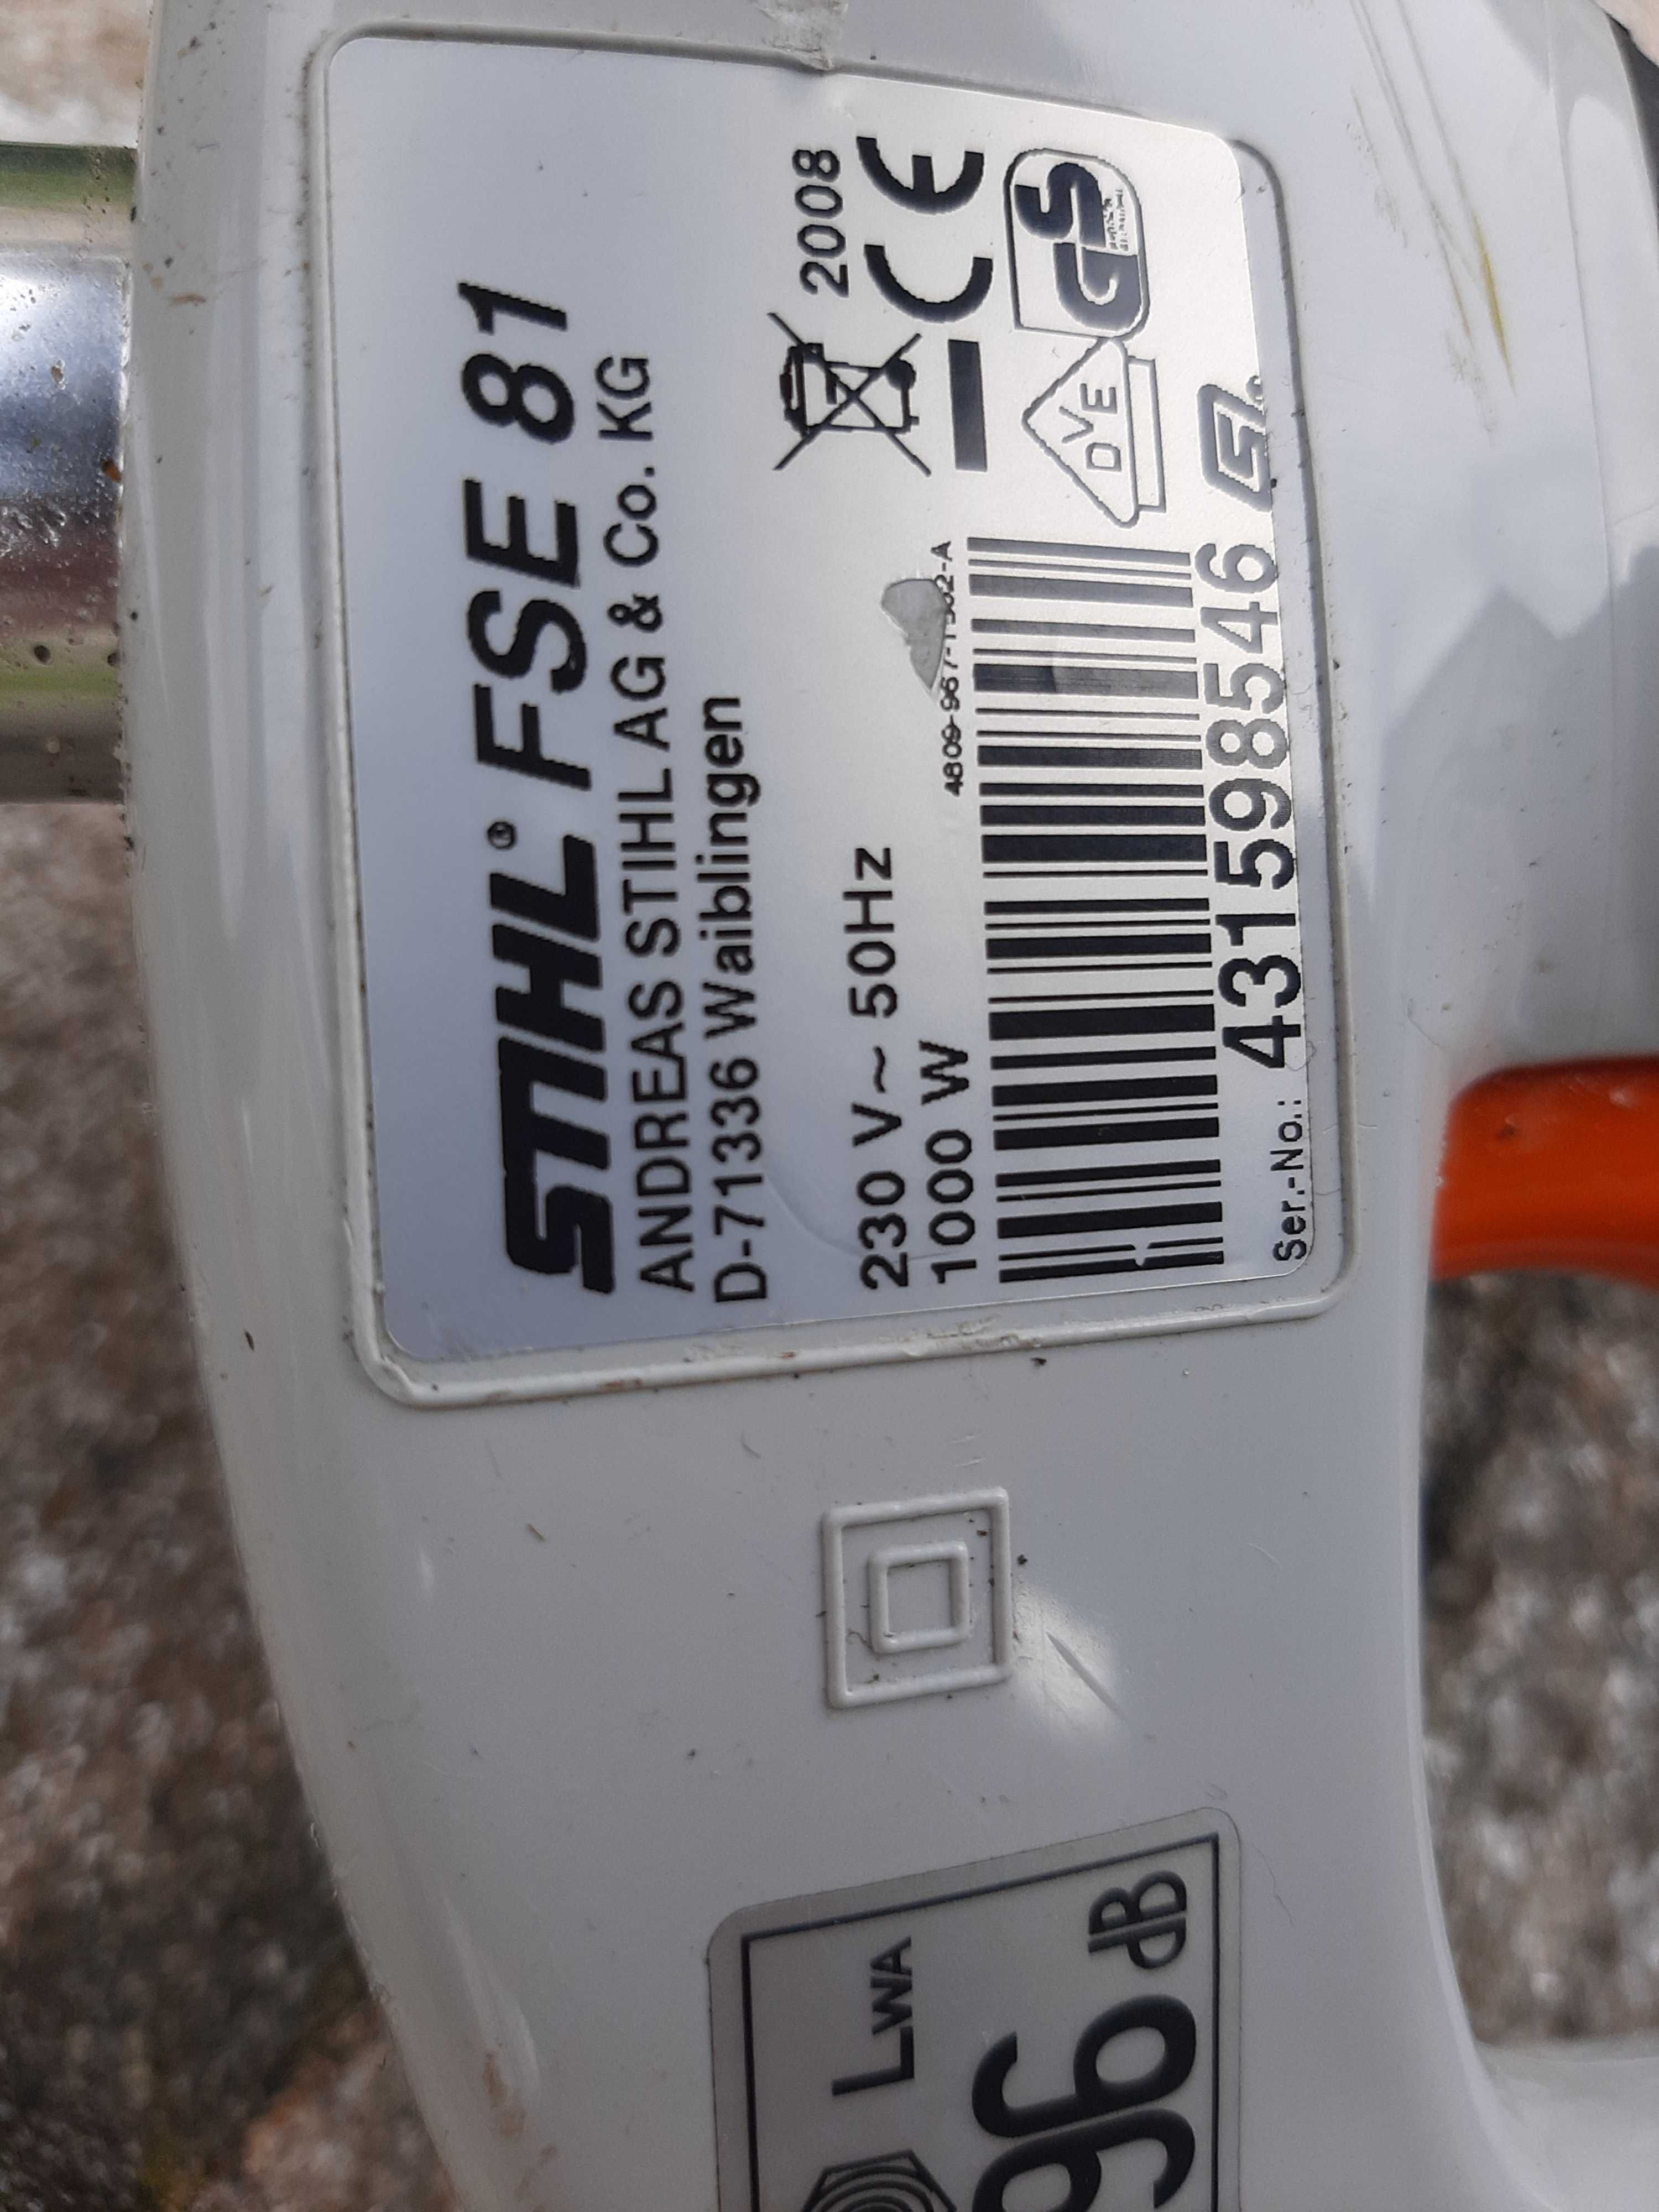 STIHL® FSE 81
ANDREAS STIHL AG & Co. KG
D-71336 Waiblingen
2008
CE
230 V~ 50Hz
1000 W
DVE
GS
Ser.-No.: 431598546
LWA
96 dB